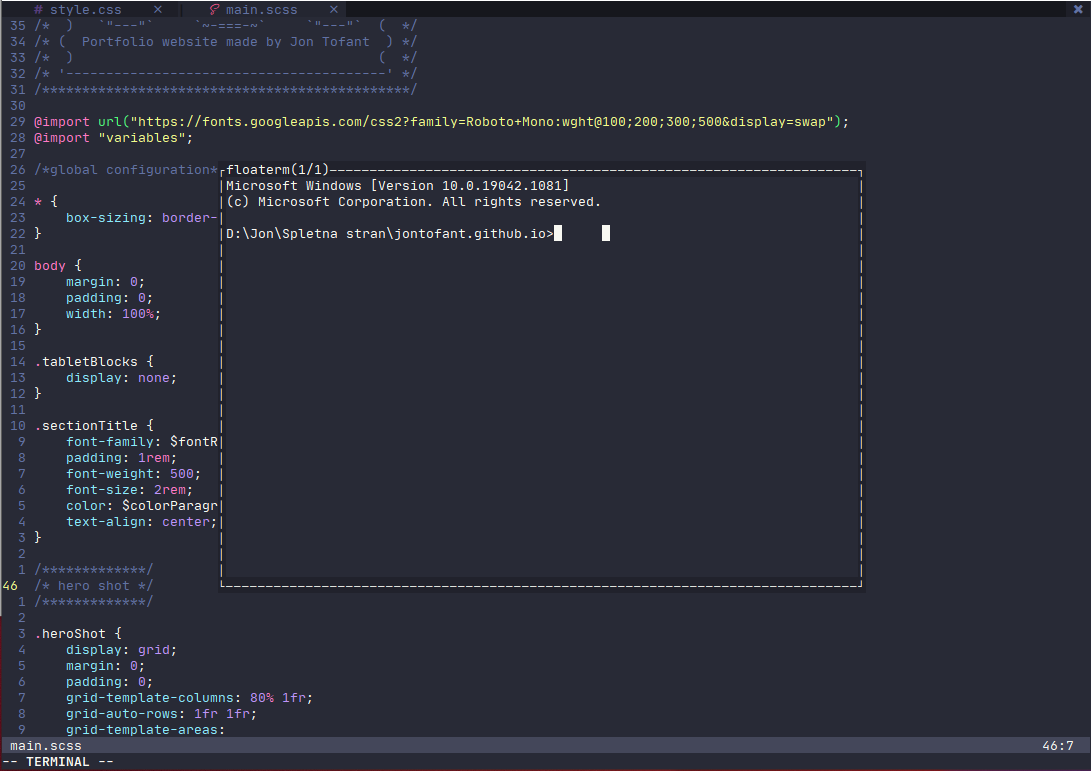 # style.css × main.scss × ×
35 /*  )   `"---"`     `~-===-~`     `"---"`  (  */
34 /* (  Portfolio website made by Jon Tofant  ) */
33 /*  )                                      (  */
32 /* '----------------------------------------' */
31 /**********************************************/
30
29 @import url("https://fonts.googleapis.com/css2?family=Roboto+Mono:wght@100;200;300;500&display=swap");
28 @import "variables";
27
26 /*global configuration*
25
24 * {
23     box-sizing: border-
22 }
21
20 body {
19     margin: 0;
18     padding: 0;
17     width: 100%;
16 }
15
14 .tabletBlocks {
13     display: none;
12 }
11
10 .sectionTitle {
9     font-family: $fontR
8     padding: 1rem;
7     font-weight: 500;
6     font-size: 2rem;
5     color: $colorParagr
4     text-align: center;
3 }
2
1 /*************/
46 /* hero shot */
1 /*************/
2
3 .heroShot {
4     display: grid;
5     margin: 0;
6     padding: 0;
7     grid-template-columns: 80% 1fr;
8     grid-auto-rows: 1fr 1fr;
9     grid-template-areas:
floaterm(1/1)
Microsoft Windows [Version 10.0.19042.1081]
(c) Microsoft Corporation. All rights reserved.
D:\Jon\Spletna stran\jontofant.github.io>
main.scss 46:7
-- TERMINAL --